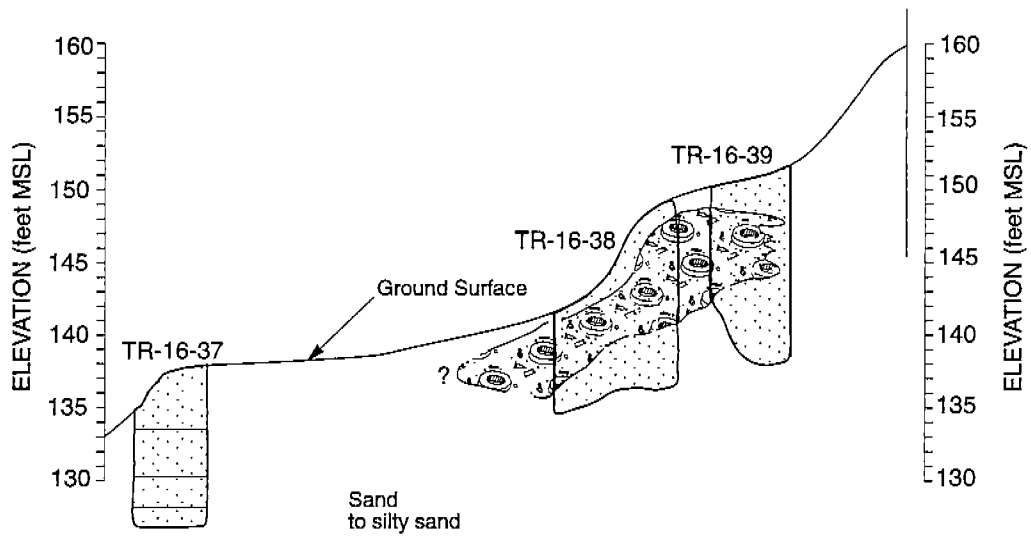 160
155
150
145
140
135
130
ELEVATION (feet MSL)
TR-16-37
Ground Surface
?
TR-16-38
TR-16-39
Sand
to silty sand
160
155
150
145
140
135
130
ELEVATION (feet MSL)